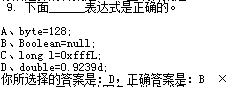 9. 下面______表达式是正确的。
A、byte=128;
B、Boolean=null;
C、long l=0xfffL;
D、double=0.9239d;
你所选择的答案是：D，正确答案是：B ×